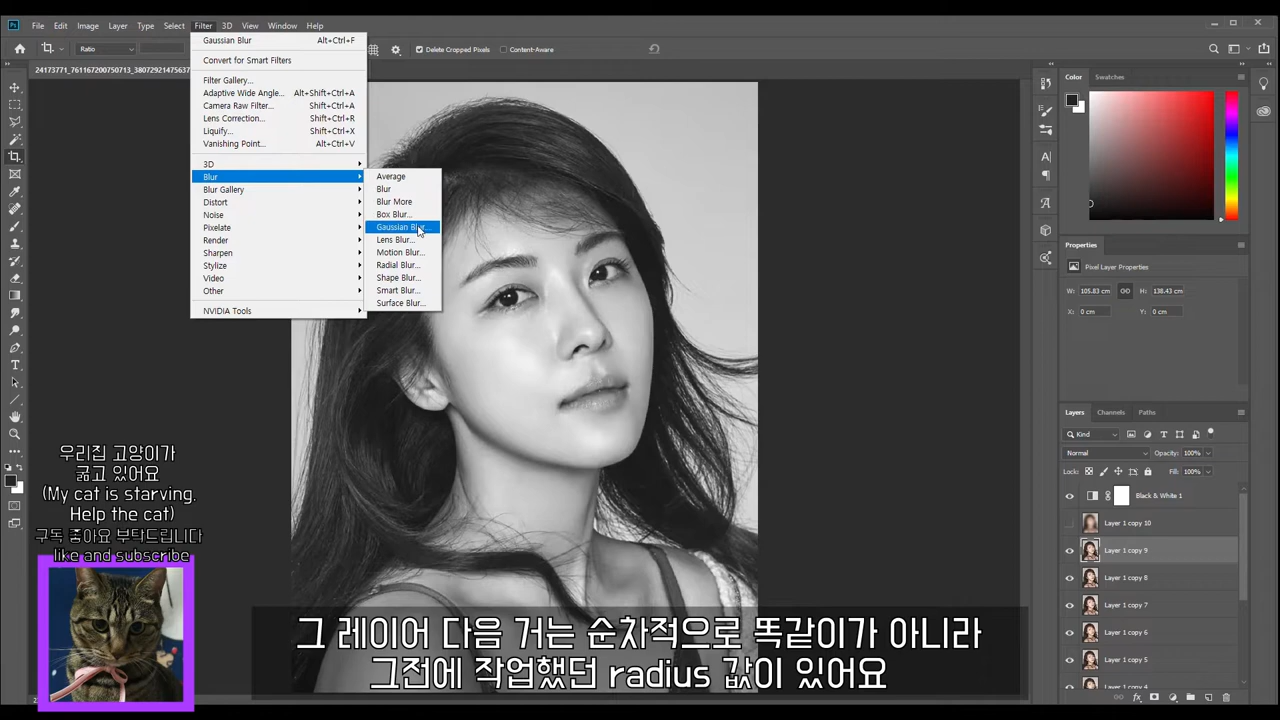 Ps File Edit Image Layer Type Select Filter 3D View Window Help
Ratio
Delete Cropped Pixels Content-Aware
24173771_761167200750713_38072921475637
Gaussian Blur Alt+Ctrl+F
Convert for Smart Filters
Filter Gallery...
Adaptive Wide Angle... Alt+Shift+Ctrl+A
Camera Raw Filter... Shift+Ctrl+A
Lens Correction... Shift+Ctrl+R
Liquify... Shift+Ctrl+X
Vanishing Point... Alt+Ctrl+V
3D
Blur
Blur Gallery
Distort
Noise
Pixelate
Render
Sharpen
Stylize
Video
Other
NVIDIA Tools
Average
Blur
Blur More
Box Blur...
Gaussian Blur...
Lens Blur...
Motion Blur...
Radial Blur...
Shape Blur...
Smart Blur...
Surface Blur...
Color Swatches
Properties
Pixel Layer Properties
W: 105.83 cm H: 138.43 cm
X: 0 cm Y: 0 cm
Layers Channels Paths
Kind
Normal Opacity: 100%
Lock: Fill: 100%
Black & White 1
Layer 1 copy 10
Layer 1 copy 9
Layer 1 copy 8
Layer 1 copy 7
Layer 1 copy 6
Layer 1 copy 5
Layer 1 copy 4
우리집 고양이가
굶고 있어요
(My cat is starving.
Help the cat)
구독 좋아요 부탁드립니다
like and subscribe
그 레이어 다음 거는 순차적으로 똑같이가 아니라
그전에 작업했던 radius 값이 있어요